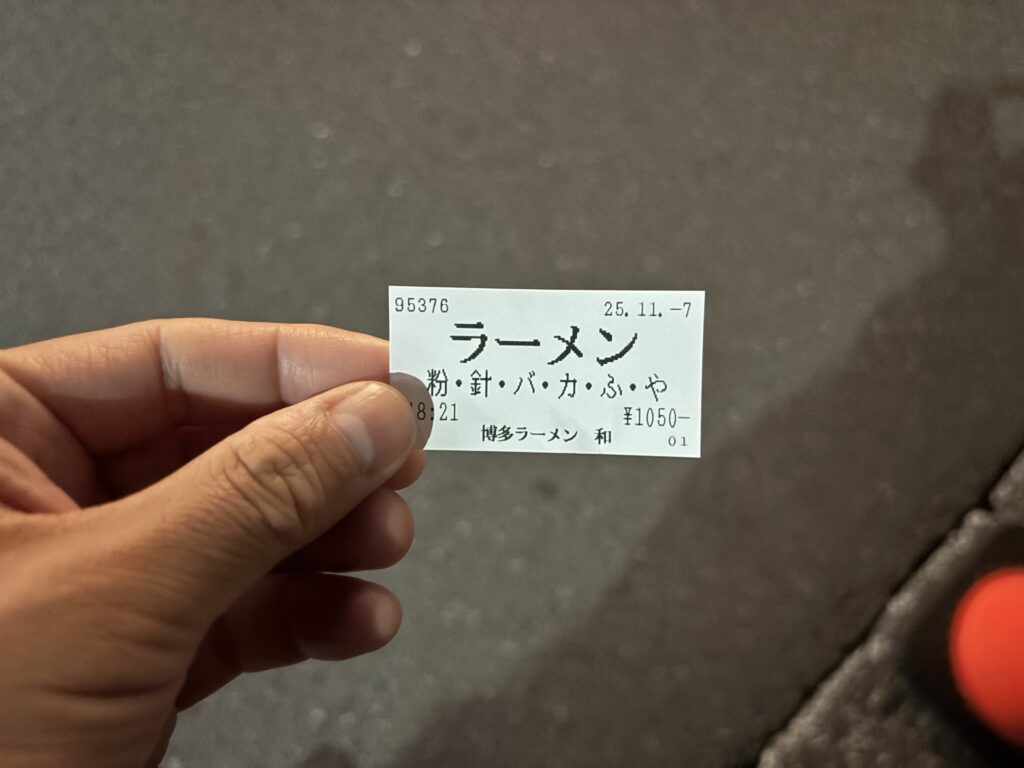 95376 25.11.-7
ラーメン
粉・針・バ・カ・ふ・や
8:21 ¥1050-
博多ラーメン 和 01